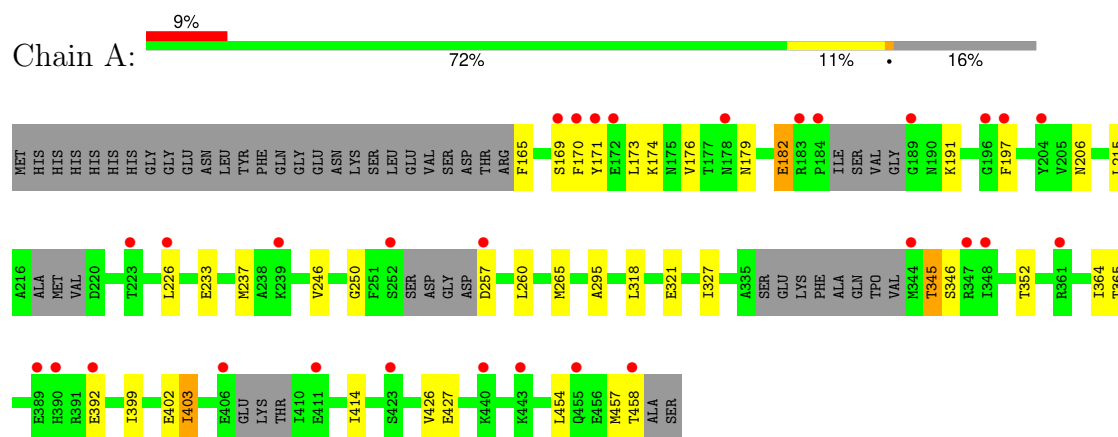 9%
Chain A:
72% 11% • 16%
MET HIS HIS HIS HIS HIS HIS GLY GLY GLU ASN LEU TYR PHE GLN GLY GLU ASN LYS SER LEU GLU VAL SER ASP THR ARG F165 S169 F170 Y171 E172 L173 K174 N175 V176 T177 N178 N179 E182 R183 P184 ILE SER VAL GLY G189 N190 K191 G196 F197 Y204 V205 N206 L215
A216 ALA MET VAL D220 T223 L226 E233 M237 A238 K239 V246 G250 F251 S252 SER ASP GLY ASP D257 L260 M265 A295 L318 E321 I327 A335 SER GLU LYS PHE ALA GLN TPO VAL M344 T345 S346 R347 I348 T352 R361 I364 T365
E389 H390 R391 E392 I399 E402 I403 E406 GLU LYS THR I410 E411 I414 S423 V426 E427 K440 K443 L454 Q455 E456 M457 T458 ALA SER